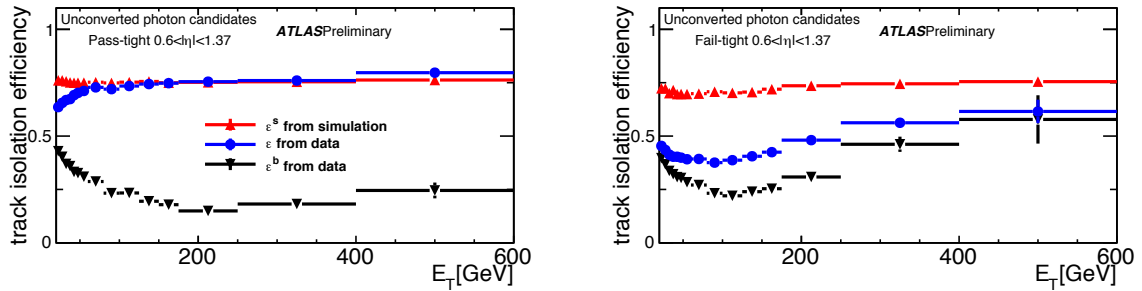 track isolation efficiency
1
0.5
0
Unconverted photon candidates
Pass-tight 0.6<|η|<1.37
ATLAS Preliminary
εˢ from simulation
ε from data
εᵇ from data
200 400 600
E_T[GeV]
track isolation efficiency
1
0.5
0
Unconverted photon candidates
Fail-tight 0.6<|η|<1.37
ATLAS Preliminary
200 400 600
E_T[GeV]